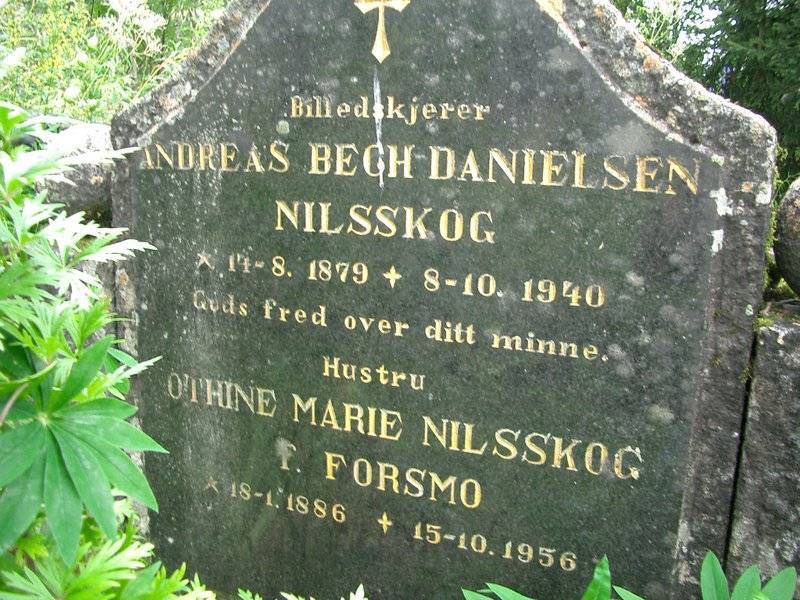 Billedskjerer
ANDREAS BECH DANIELSEN
NILSSKOG
* 14-8. 1879 ✦ 8-10. 1940
Guds fred over ditt minne.
Hustru
OTHINE MARIE NILSSKOG
F. FORSMO
* 18-1. 1886 ✦ 15-10. 1956